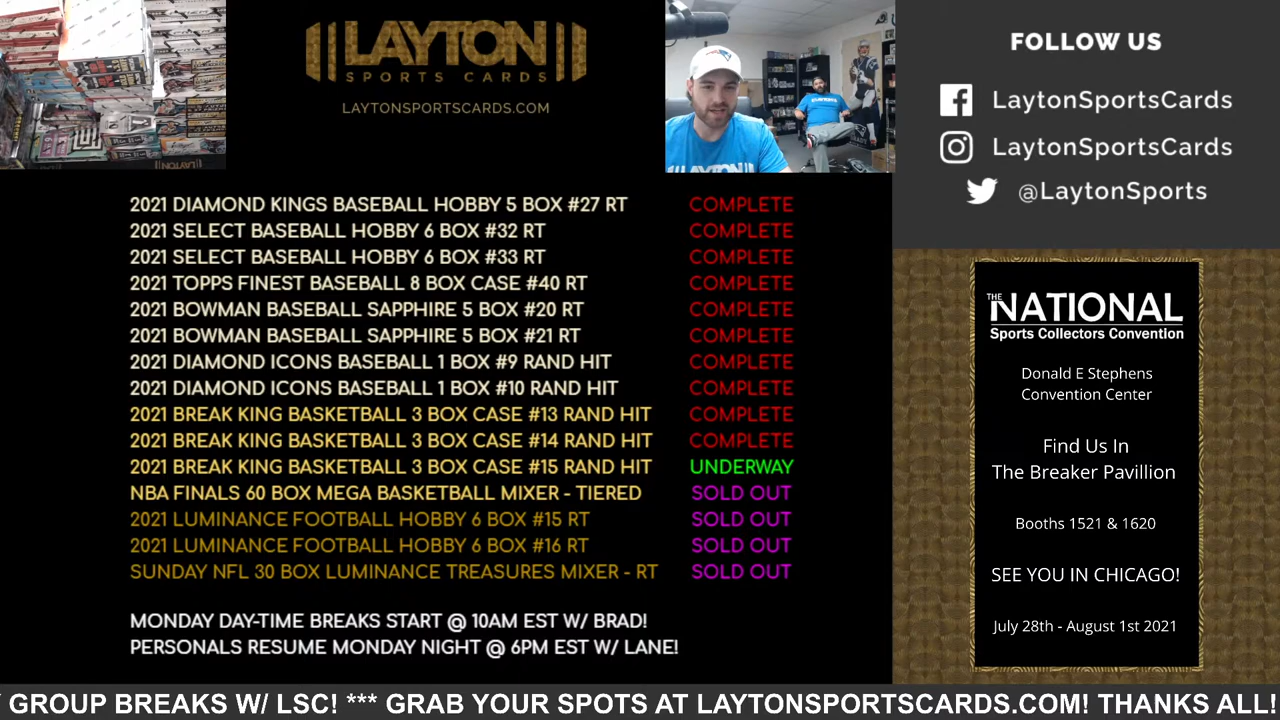 LAYTON
SPORTS CARDS
LAYTONSPORTSCARDS.COM
2021 DIAMOND KINGS BASEBALL HOBBY 5 BOX #27 RT COMPLETE
2021 SELECT BASEBALL HOBBY 6 BOX #32 RT COMPLETE
2021 SELECT BASEBALL HOBBY 6 BOX #33 RT COMPLETE
2021 TOPPS FINEST BASEBALL 8 BOX CASE #40 RT COMPLETE
2021 BOWMAN BASEBALL SAPPHIRE 5 BOX #20 RT COMPLETE
2021 BOWMAN BASEBALL SAPPHIRE 5 BOX #21 RT COMPLETE
2021 DIAMOND ICONS BASEBALL 1 BOX #9 RAND HIT COMPLETE
2021 DIAMOND ICONS BASEBALL 1 BOX #10 RAND HIT COMPLETE
2021 BREAK KING BASKETBALL 3 BOX CASE #13 RAND HIT COMPLETE
2021 BREAK KING BASKETBALL 3 BOX CASE #14 RAND HIT COMPLETE
2021 BREAK KING BASKETBALL 3 BOX CASE #15 RAND HIT UNDERWAY
NBA FINALS 60 BOX MEGA BASKETBALL MIXER - TIERED SOLD OUT
2021 LUMINANCE FOOTBALL HOBBY 6 BOX #15 RT SOLD OUT
2021 LUMINANCE FOOTBALL HOBBY 6 BOX #16 RT SOLD OUT
SUNDAY NFL 30 BOX LUMINANCE TREASURES MIXER - RT SOLD OUT
MONDAY DAY-TIME BREAKS START @ 10AM EST W/ BRAD!
PERSONALS RESUME MONDAY NIGHT @ 6PM EST W/ LANE!
FOLLOW US
LaytonSportsCards
LaytonSportsCards
@LaytonSports
THE NATIONAL
Sports Collectors Convention
Donald E Stephens
Convention Center
Find Us In
The Breaker Pavillion
Booths 1521 & 1620
SEE YOU IN CHICAGO!
July 28th - August 1st 2021
Y GROUP BREAKS W/ LSC! *** GRAB YOUR SPOTS AT LAYTONSPORTSCARDS.COM! THANKS ALL!